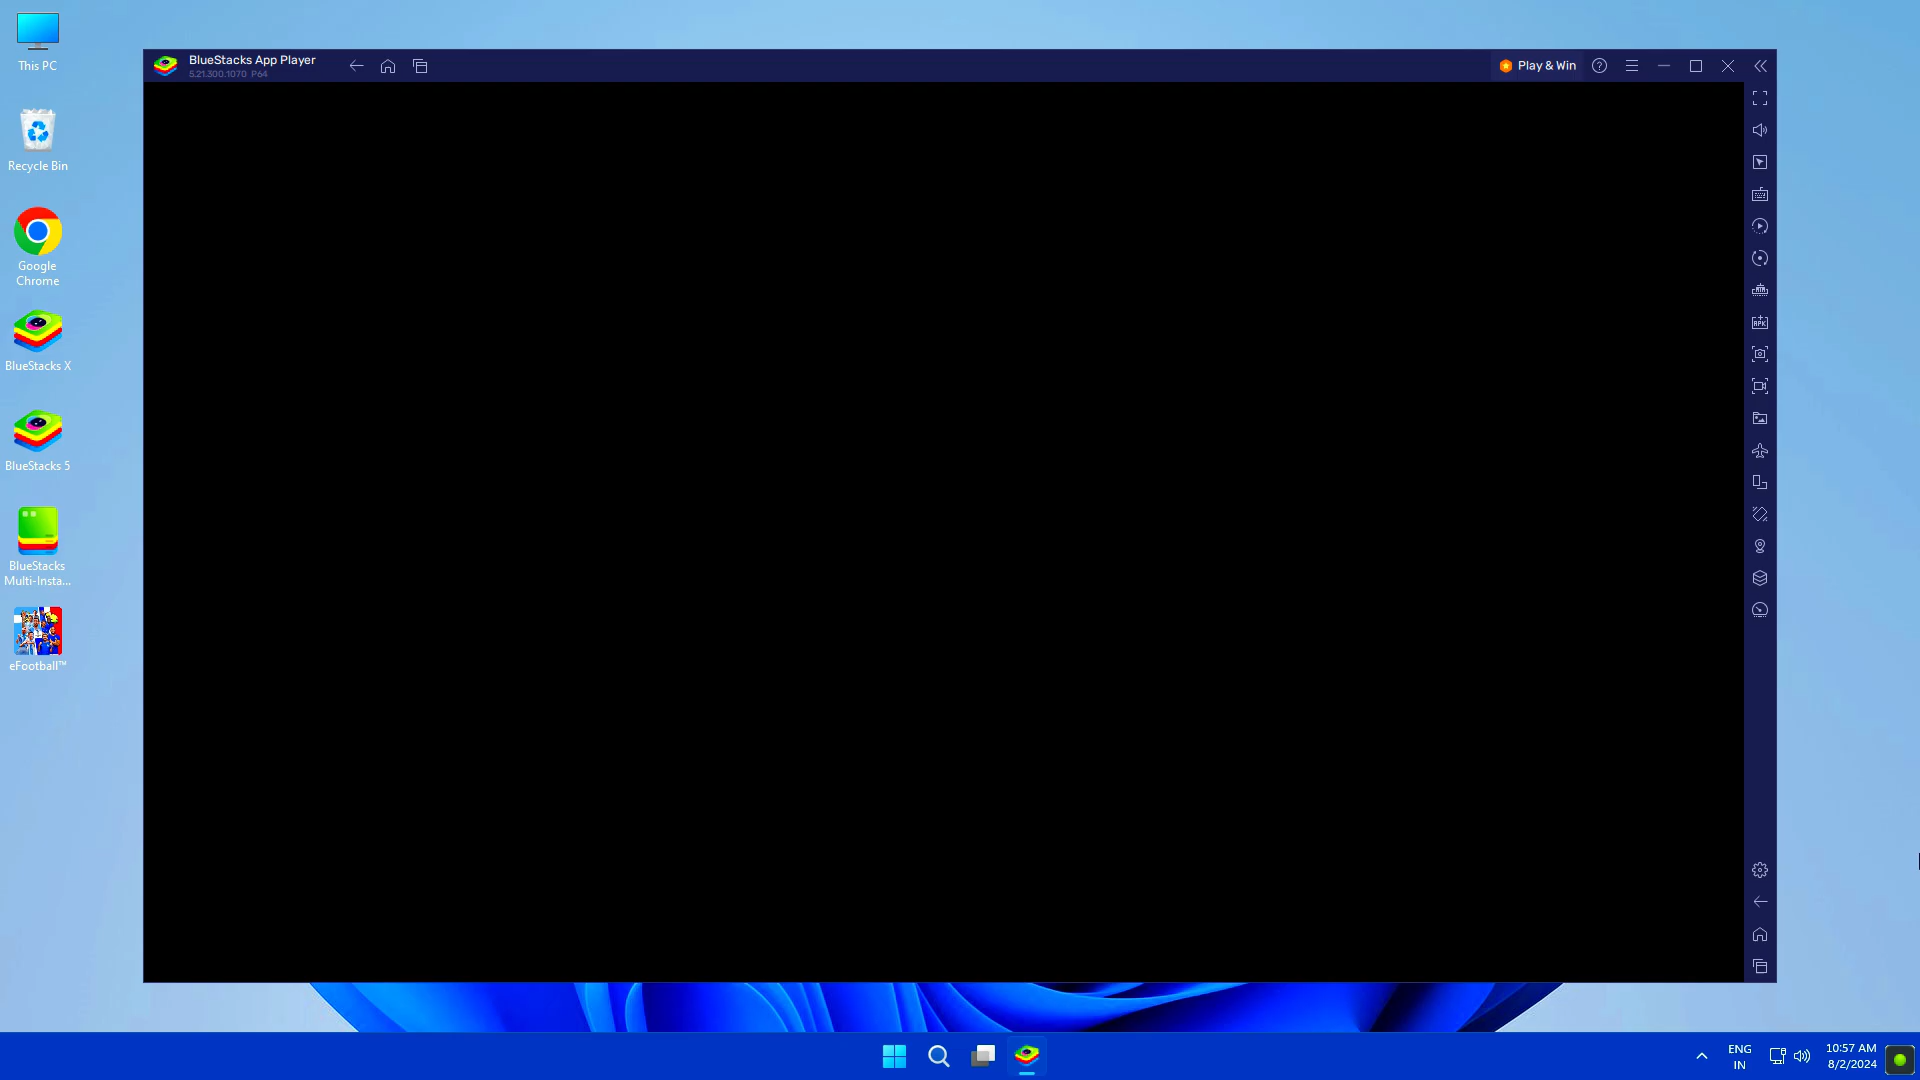 This PC
Recycle Bin
Google
Chrome
BlueStacks X
BlueStacks 5
BlueStacks
Multi-Insta...
eFootball™
BlueStacks App Player
5.21.300.1070 P64
Play & Win
APK
ENG
IN
10:57 AM
8/2/2024